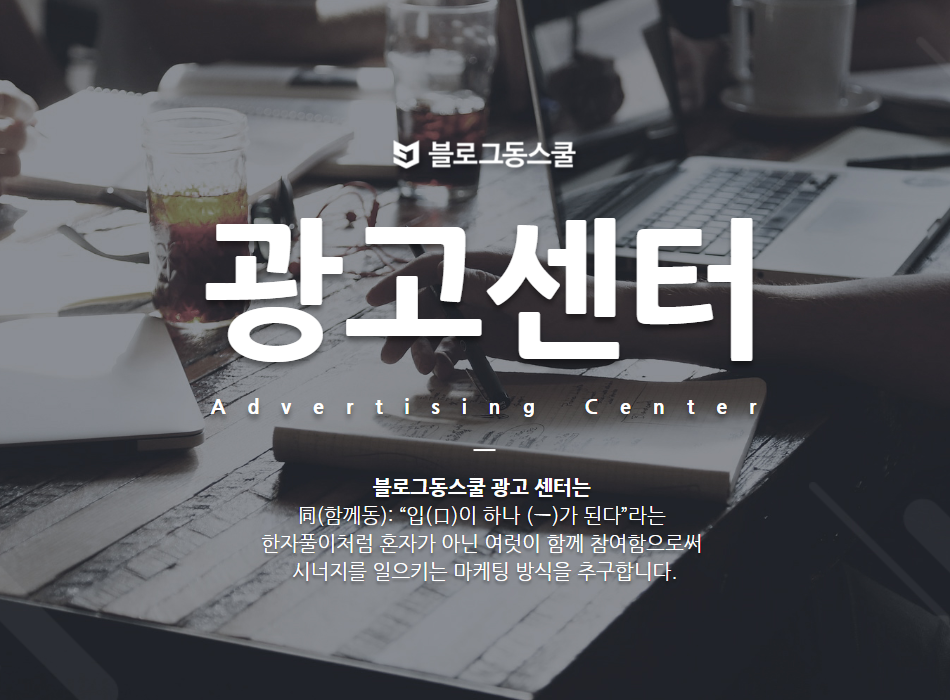 블로그동스쿨
광고센터
Advertising Center
블로그동스쿨 광고 센터는
同(함께동): “입(口)이 하나 (一)가 된다”라는
한자풀이처럼 혼자가 아닌 여럿이 함께 참여함으로써
시너지를 일으키는 마케팅 방식을 추구합니다.